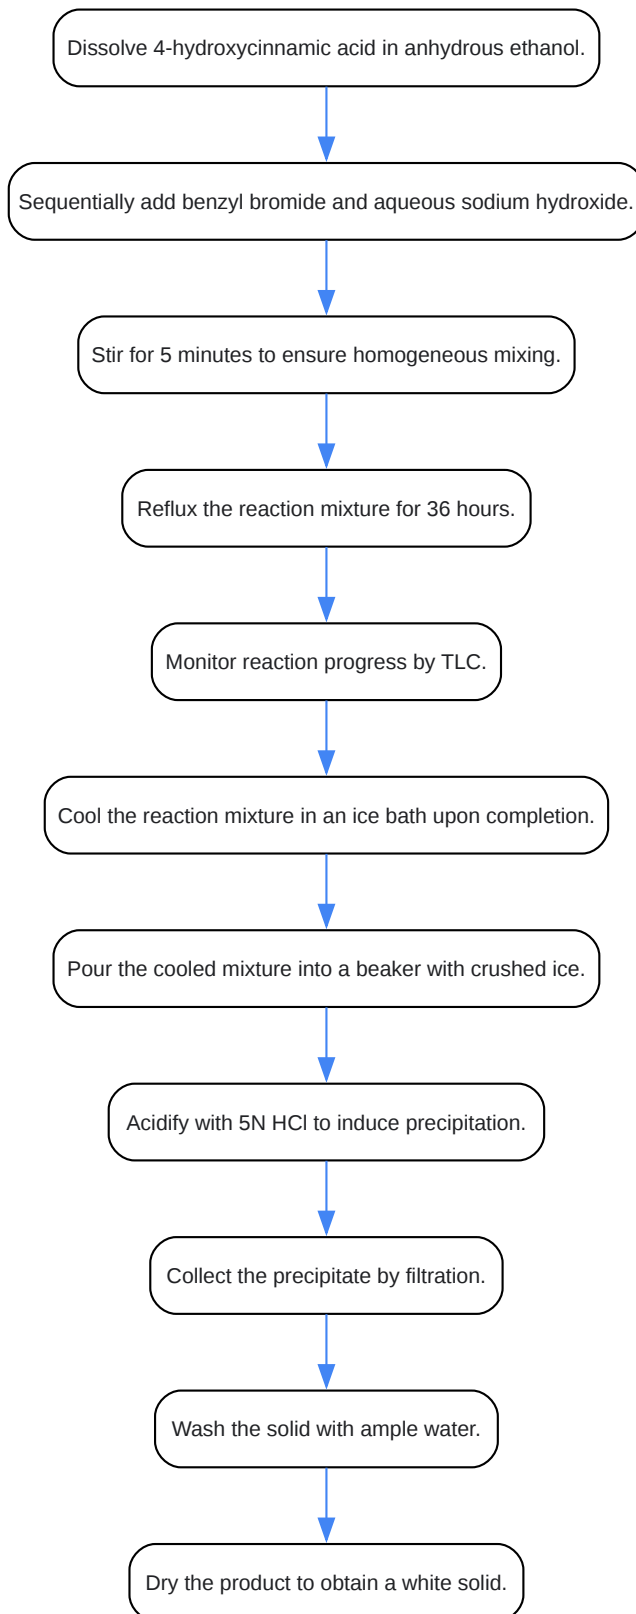 Dissolve 4-hydroxycinnamic acid in anhydrous ethanol.
Sequentially add benzyl bromide and aqueous sodium hydroxide.
Stir for 5 minutes to ensure homogeneous mixing.
Reflux the reaction mixture for 36 hours.
Monitor reaction progress by TLC.
Cool the reaction mixture in an ice bath upon completion.
Pour the cooled mixture into a beaker with crushed ice.
Acidify with 5N HCl to induce precipitation.
Collect the precipitate by filtration.
Wash the solid with ample water.
Dry the product to obtain a white solid.